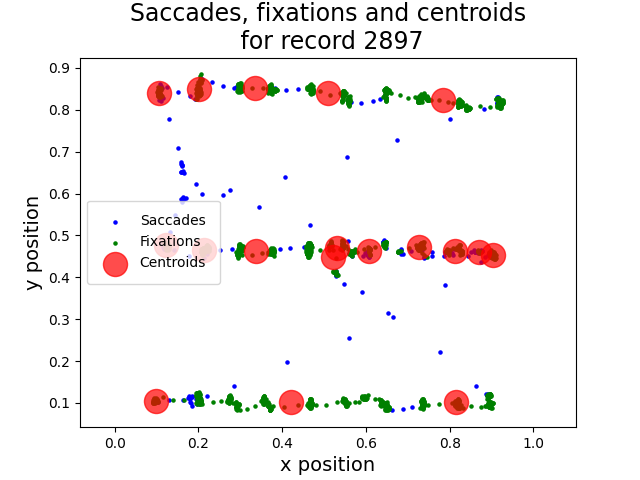 Saccades, fixations and centroids
for record 2897
0.9
0.8
0.7
0.6
0.5
0.4
0.3
0.2
0.1
y position
Saccades
Fixations
Centroids
0.0 0.2 0.4 0.6 0.8 1.0
x position